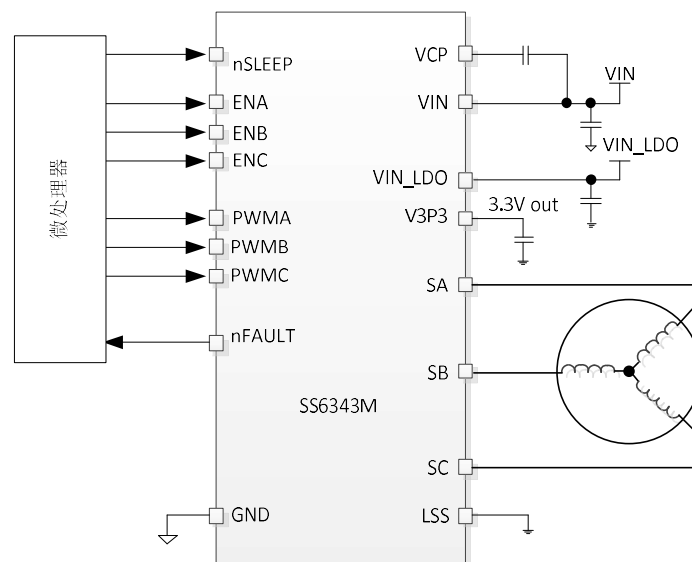 微处理器
nSLEEP
ENA
ENB
ENC
PWMA
PWMB
PWMC
nFAULT
GND
SS6343M
VCP
VIN
VIN_LDO
V3P3
SA
SB
SC
LSS
VIN
VIN_LDO
3.3V out